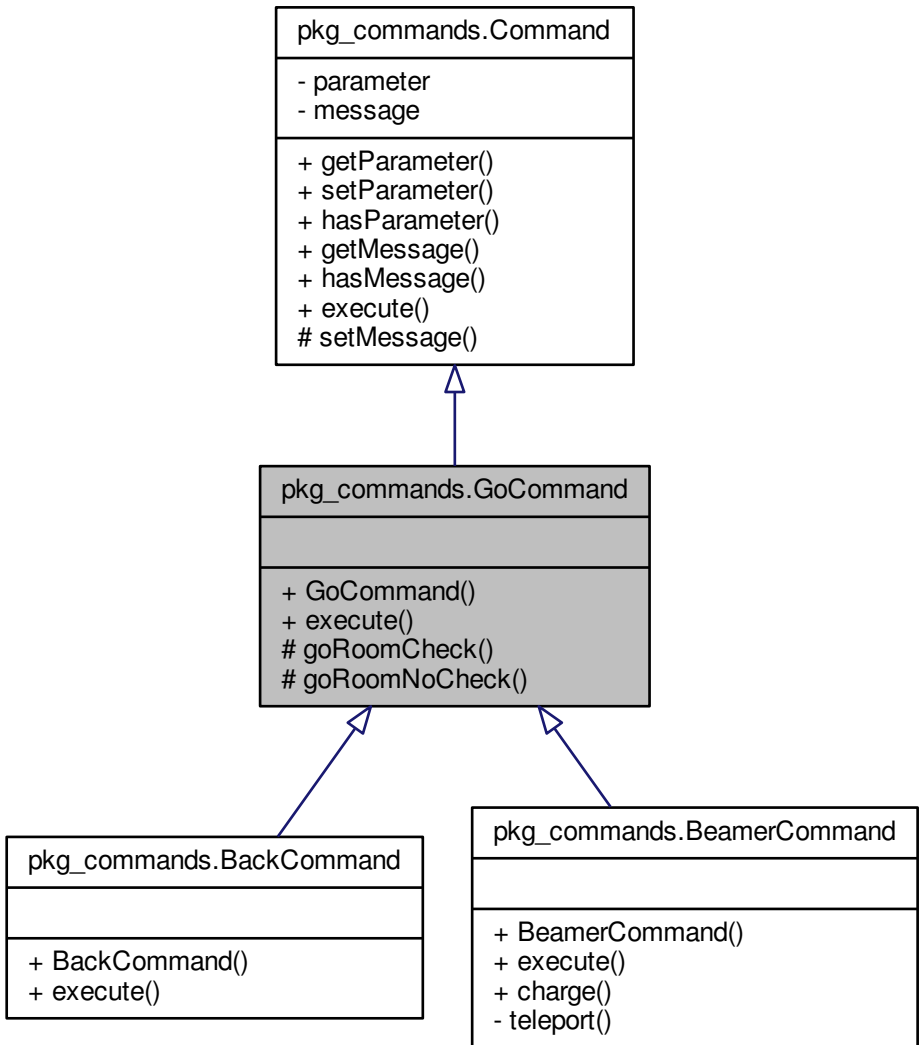 pkg_commands.Command
- parameter
- message
+ getParameter()
+ setParameter()
+ hasParameter()
+ getMessage()
+ hasMessage()
+ execute()
# setMessage()
pkg_commands.GoCommand
+ GoCommand()
+ execute()
# goRoomCheck()
# goRoomNoCheck()
pkg_commands.BackCommand
+ BackCommand()
+ execute()
pkg_commands.BeamerCommand
+ BeamerCommand()
+ execute()
+ charge()
- teleport()